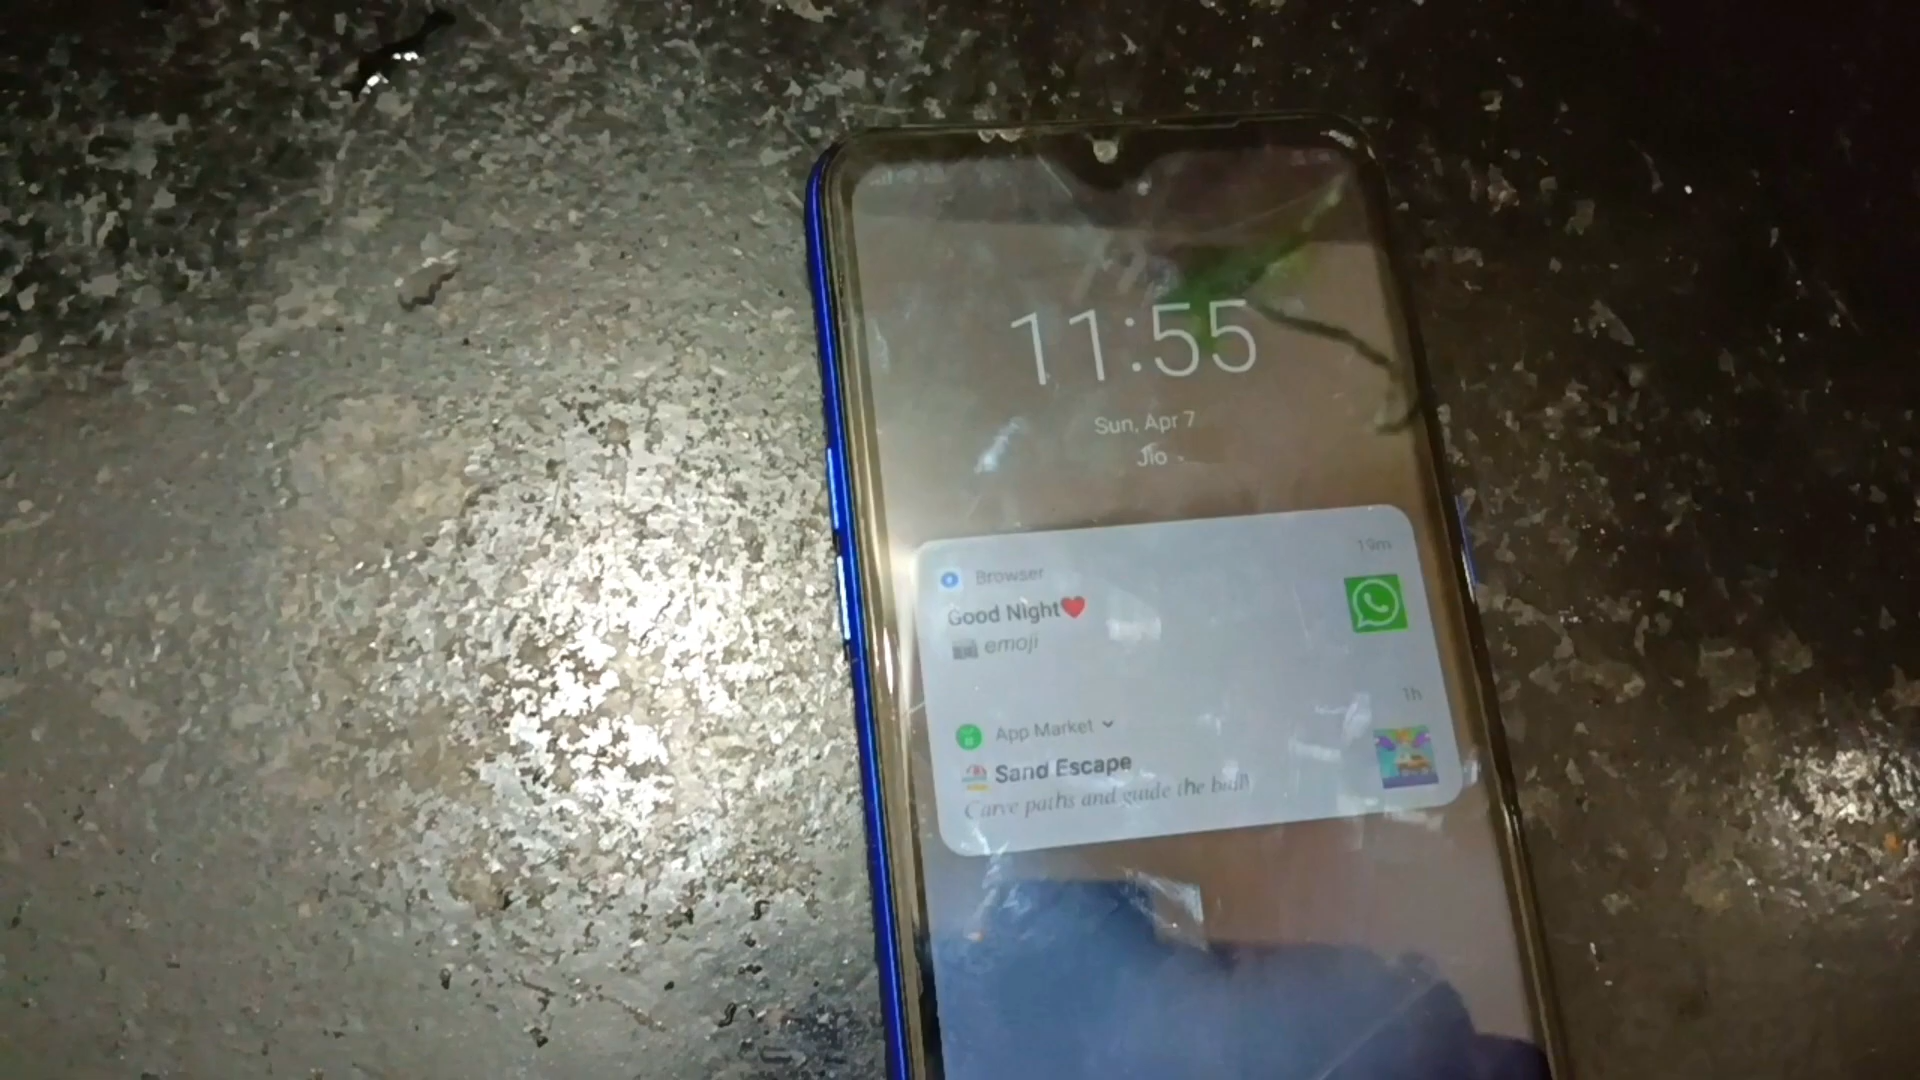 11:55
Sun, Apr 7
Jio
Browser 19m
Good Night❤️
emoji
1h
App Market
Sand Escape
Carve paths and guide the ball